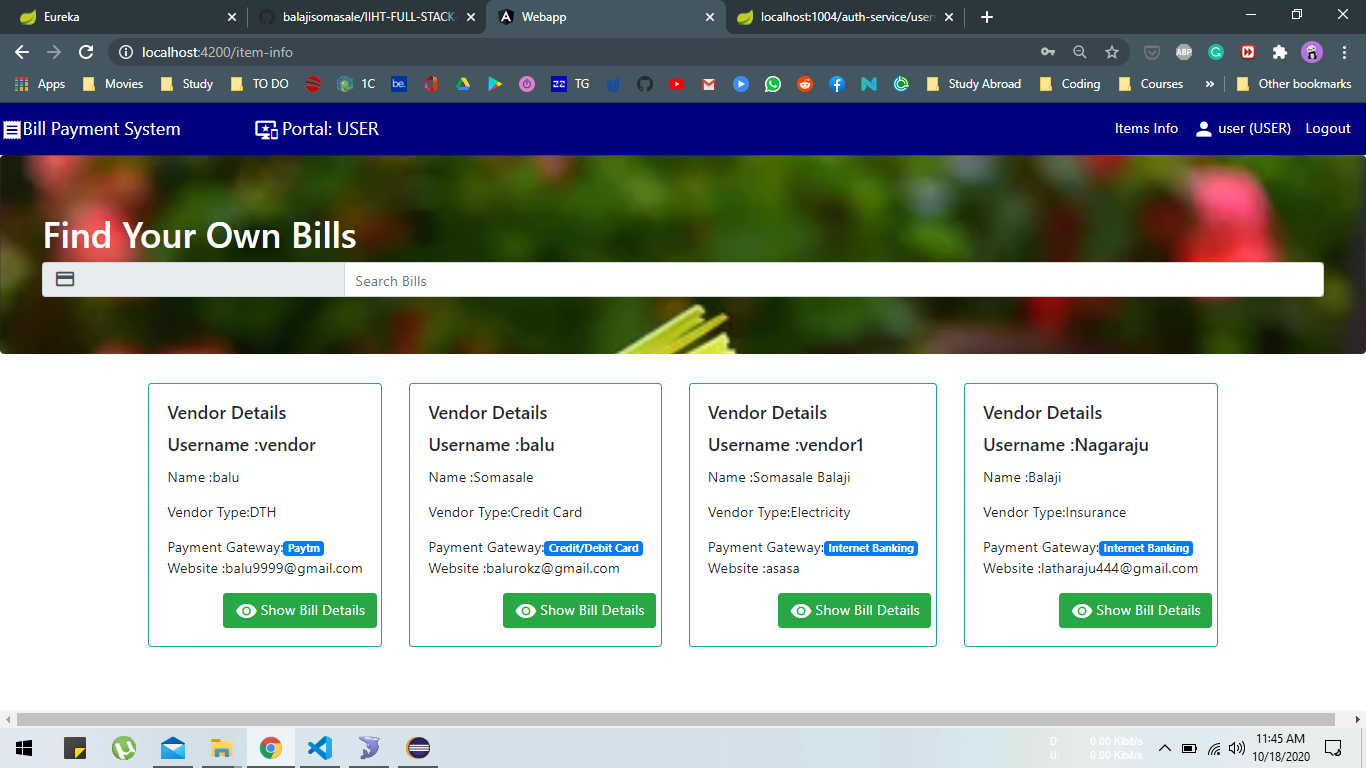 Eureka
balajisomasale/IIHT-FULL-STACK-
Webapp
localhost:1004/auth-service/user
localhost:4200/item-info
Apps
Movies
Study
TO DO
1C
be.
TG
Study Abroad
Coding
Courses
»
Other bookmarks
Bill Payment System
Portal: USER
Items Info
user (USER)
Logout
Find Your Own Bills
Search Bills
Vendor Details
Username :vendor
Name :balu
Vendor Type:DTH
Payment Gateway:Paytm
Website :balu9999@gmail.com
Show Bill Details
Vendor Details
Username :balu
Name :Somasale
Vendor Type:Credit Card
Payment Gateway:Credit/Debit Card
Website :balurokz@gmail.com
Show Bill Details
Vendor Details
Username :vendor1
Name :Somasale Balaji
Vendor Type:Electricity
Payment Gateway:Internet Banking
Website :asasa
Show Bill Details
Vendor Details
Username :Nagaraju
Name :Balaji
Vendor Type:Insurance
Payment Gateway:Internet Banking
Website :latharaju444@gmail.com
Show Bill Details
D: 0.00 Kibit/s
U: 0.00 Kibit/s
11:45 AM
10/18/2020